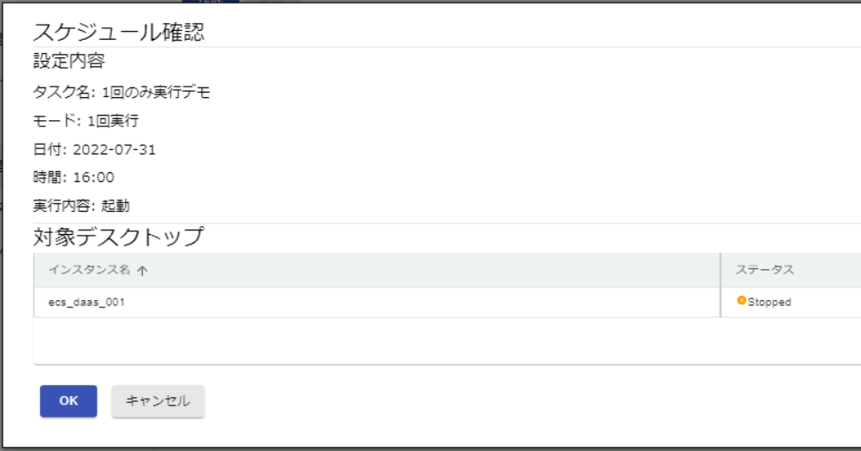 スケジュール確認
設定内容
タスク名: 1回のみ実行デモ
モード: 1回実行
日付: 2022-07-31
時間: 16:00
実行内容: 起動
対象デスクトップ
インスタンス名 ↑ ステータス
ecs_daas_001 Stopped
OK キャンセル